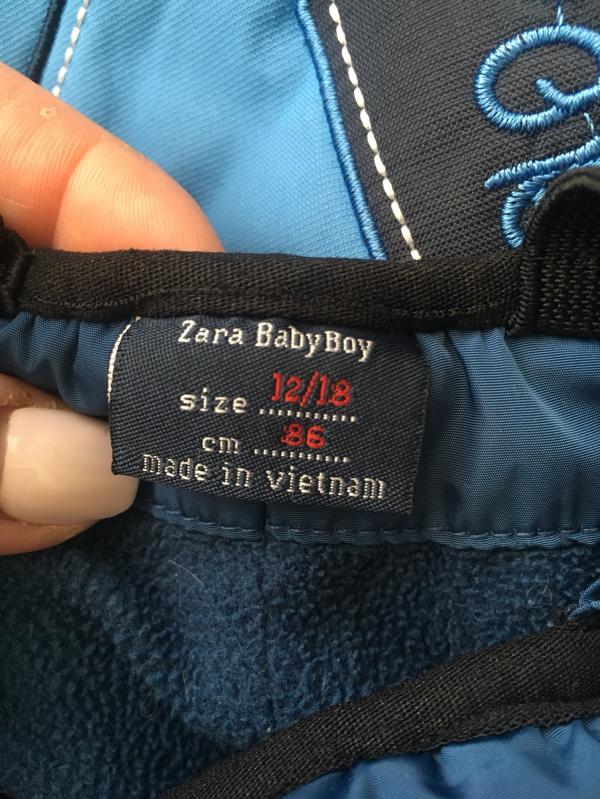 Zara BabyBoy
size 12/18
cm 86
made in vietnam